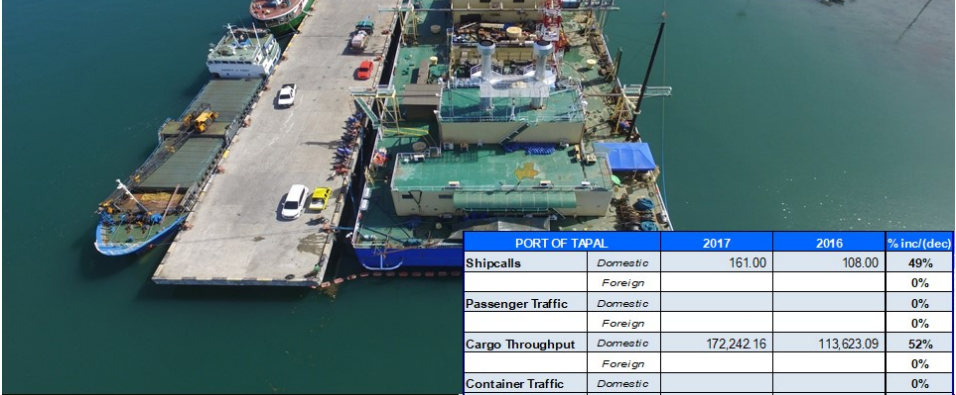 PORT OF TAPAL 2017 2016 % inc/(dec)
Shipcalls Domestic 161.00 108.00 49%
Foreign 0%
Passenger Traffic Domestic 0%
Foreign 0%
Cargo Throughput Domestic 172,242.16 113,623.09 52%
Foreign 0%
Container Traffic Domestic 0%